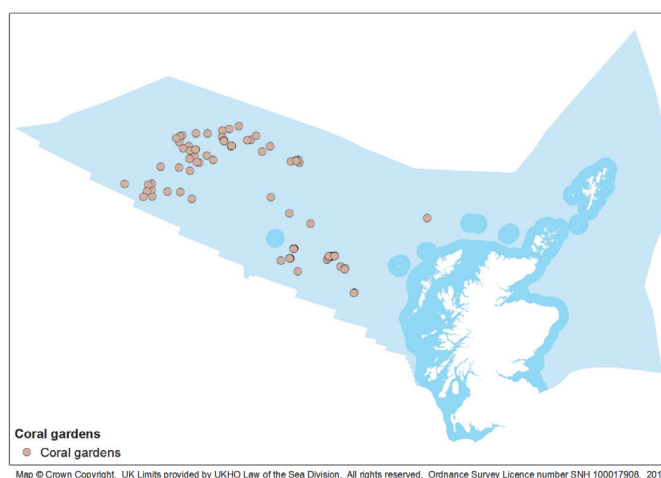 Coral gardens
Coral gardens
Map © Crown Copyright. UK Limits provided by UKHO Law of the Sea Division. All rights reserved. Ordnance Survey Licence number SNH 100017908. 201